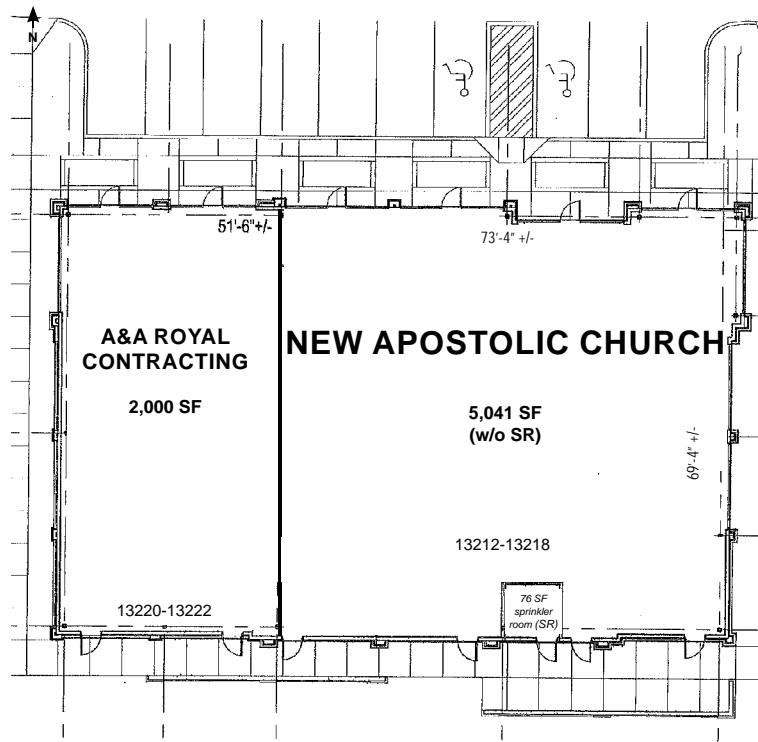 N
51'-6"+/-
73'-4" +/-
A&A ROYAL
CONTRACTING
2,000 SF
NEW APOSTOLIC CHURCH
5,041 SF
(w/o SR)
69'-4" +/-
13212-13218
13220-13222
76 SF
sprinkler
room (SR)